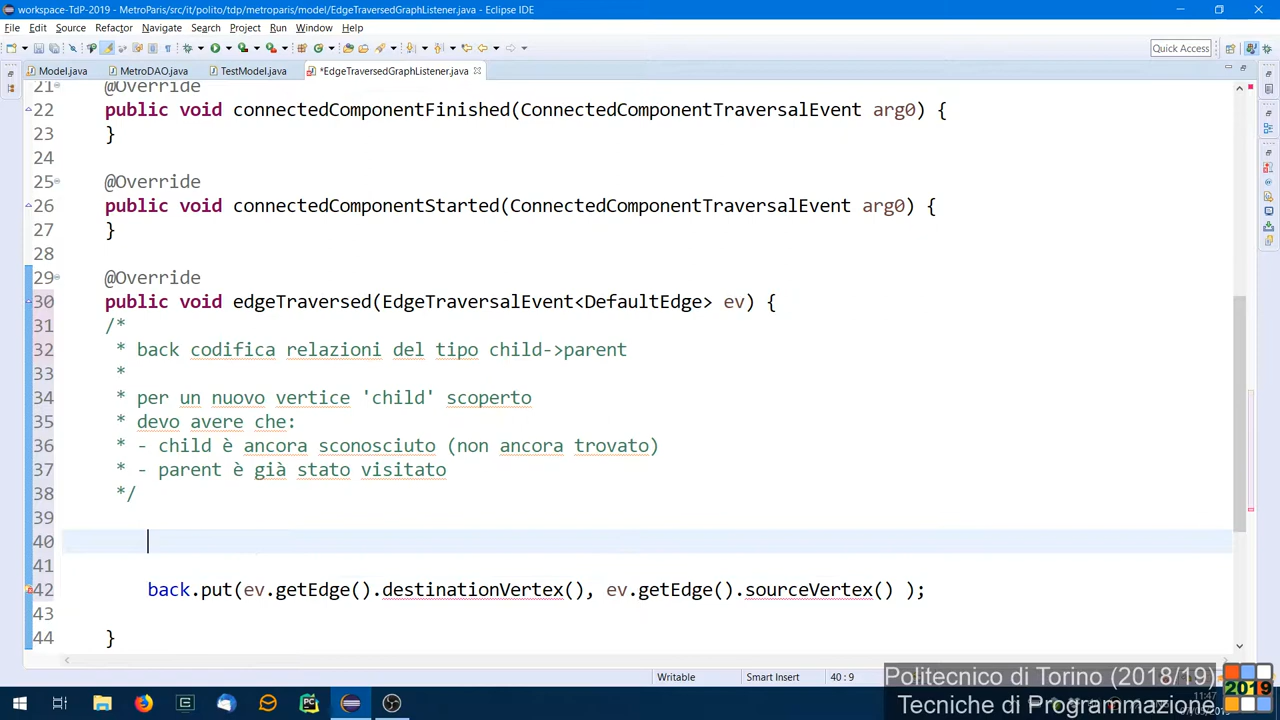 workspace-TdP-2019 - MetroParis/src/it/polito/tdp/metroparis/model/EdgeTraversedGraphListener.java - Eclipse IDE
File Edit Source Refactor Navigate Search Project Run Window Help
Quick Access
Model.java MetroDAO.java TestModel.java *EdgeTraversedGraphListener.java
21 @Override
22 public void connectedComponentFinished(ConnectedComponentTraversalEvent arg0) {
23 }
24
25 @Override
26 public void connectedComponentStarted(ConnectedComponentTraversalEvent arg0) {
27 }
28
29 @Override
30 public void edgeTraversed(EdgeTraversalEvent<DefaultEdge> ev) {
31 /*
32 * back codifica relazioni del tipo child->parent
33 *
34 * per un nuovo vertice 'child' scoperto
35 * devo avere che:
36 * - child è ancora sconosciuto (non ancora trovato)
37 * - parent è già stato visitato
38 */
39
40
41
42 back.put(ev.getEdge().destinationVertex(), ev.getEdge().sourceVertex() );
43
44 }
Writable Smart Insert 40 : 9
Politecnico di Torino (2018/19)
Tecniche di Programmazione
2019
11:47